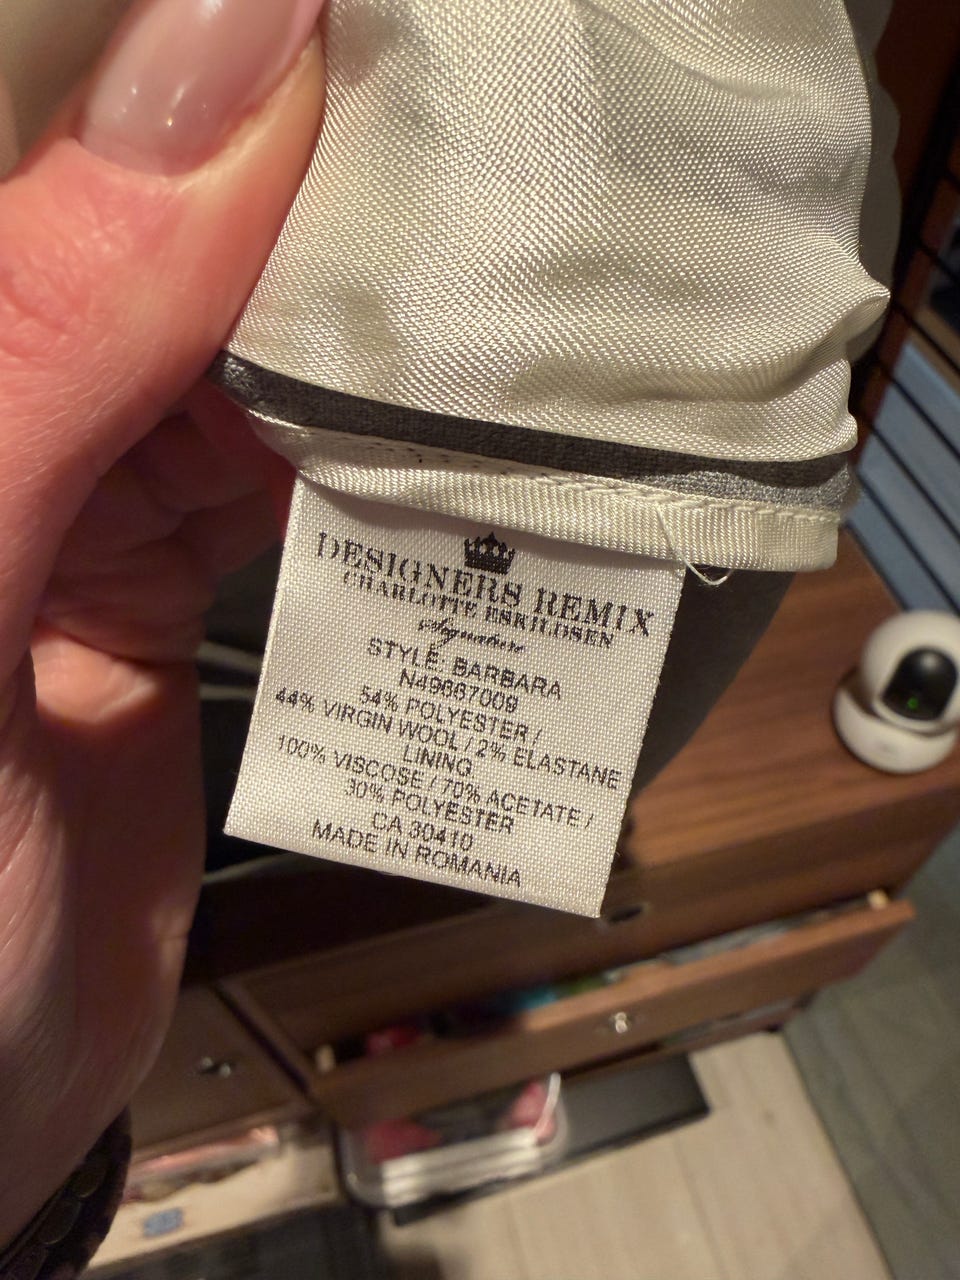 DESIGNERS REMIX
CHARLOTTE ESKILDSEN
Signature
STYLE: BARBARA
N49667009
54% POLYESTER /
44% VIRGIN WOOL / 2% ELASTANE
LINING
100% VISCOSE / 70% ACETATE /
30% POLYESTER
CA 30410
MADE IN ROMANIA